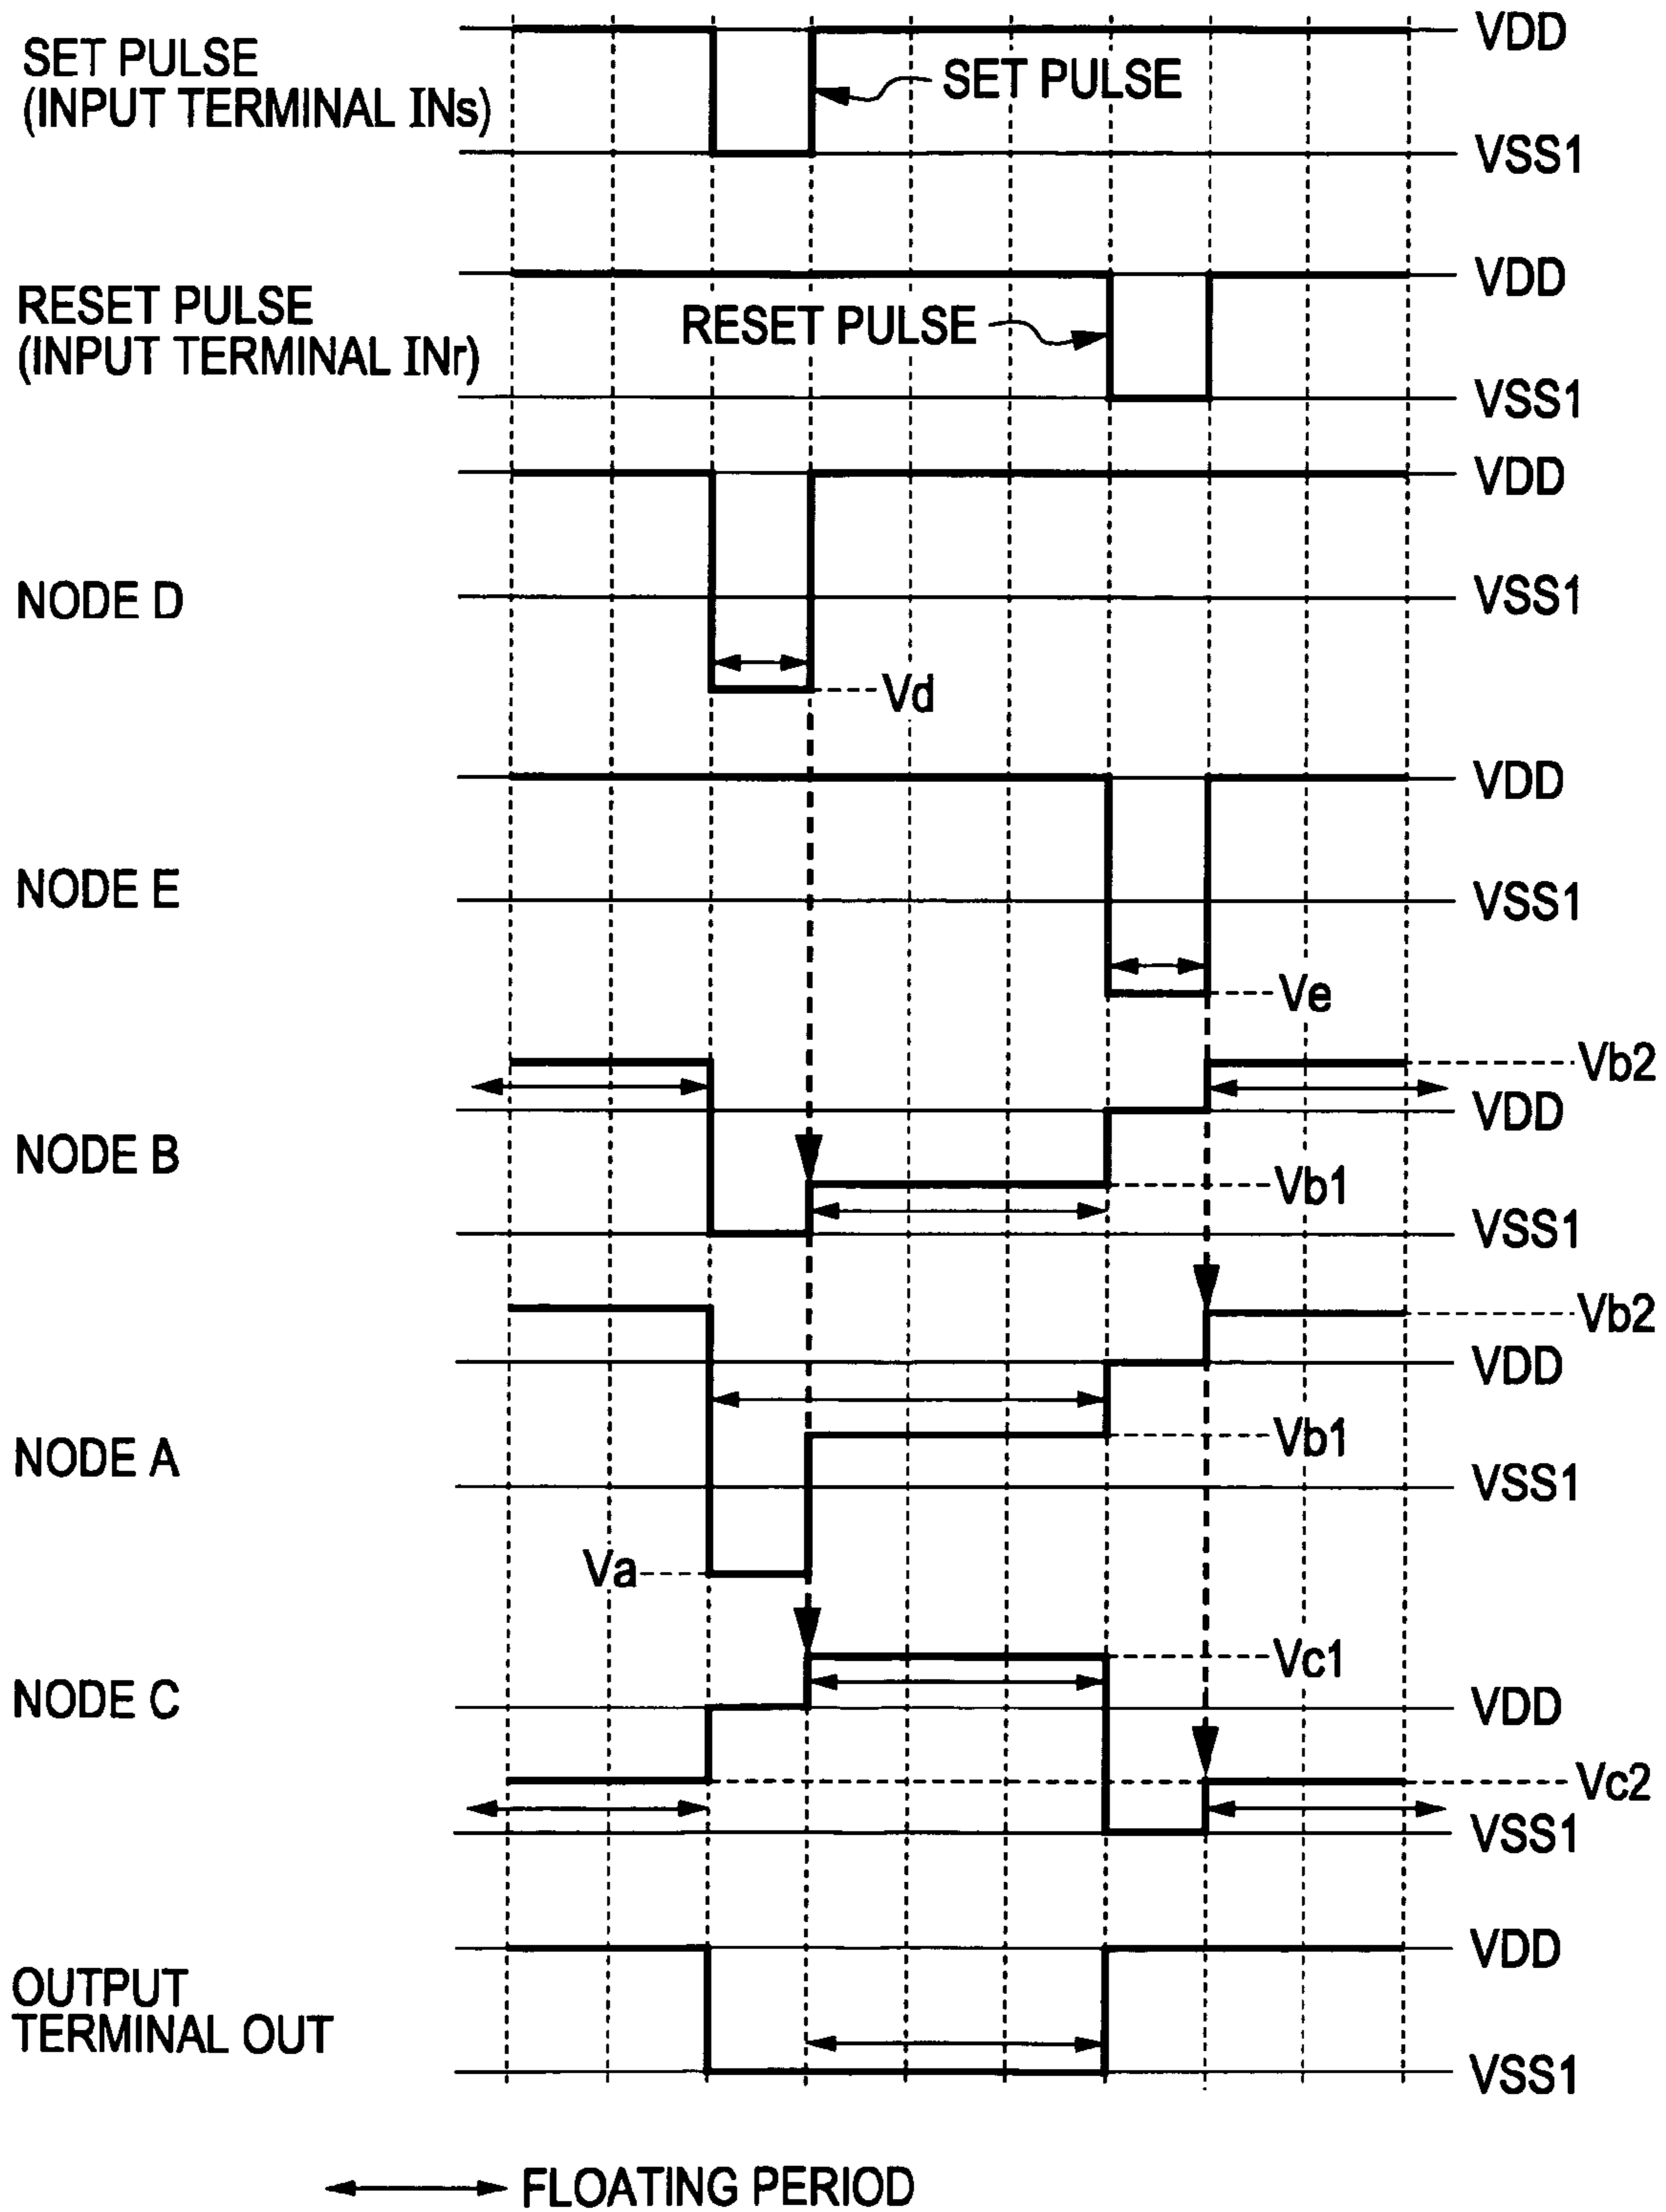 VDD
SET PULSE
(INPUT TERMINAL INs)
SET PULSE
VSS1
VDD
RESET PULSE
(INPUT TERMINAL INr)
RESET PULSE
VSS1
VDD
NODE D
VSS1
Vd
VDD
NODE E
VSS1
Ve
Vb2
VDD
NODE B
Vb1
VSS1
Vb2
VDD
Vb1
NODE A
VSS1
Va
Vc1
NODE C
VDD
Vc2
VSS1
VDD
OUTPUT
TERMINAL OUT
VSS1
FLOATING PERIOD